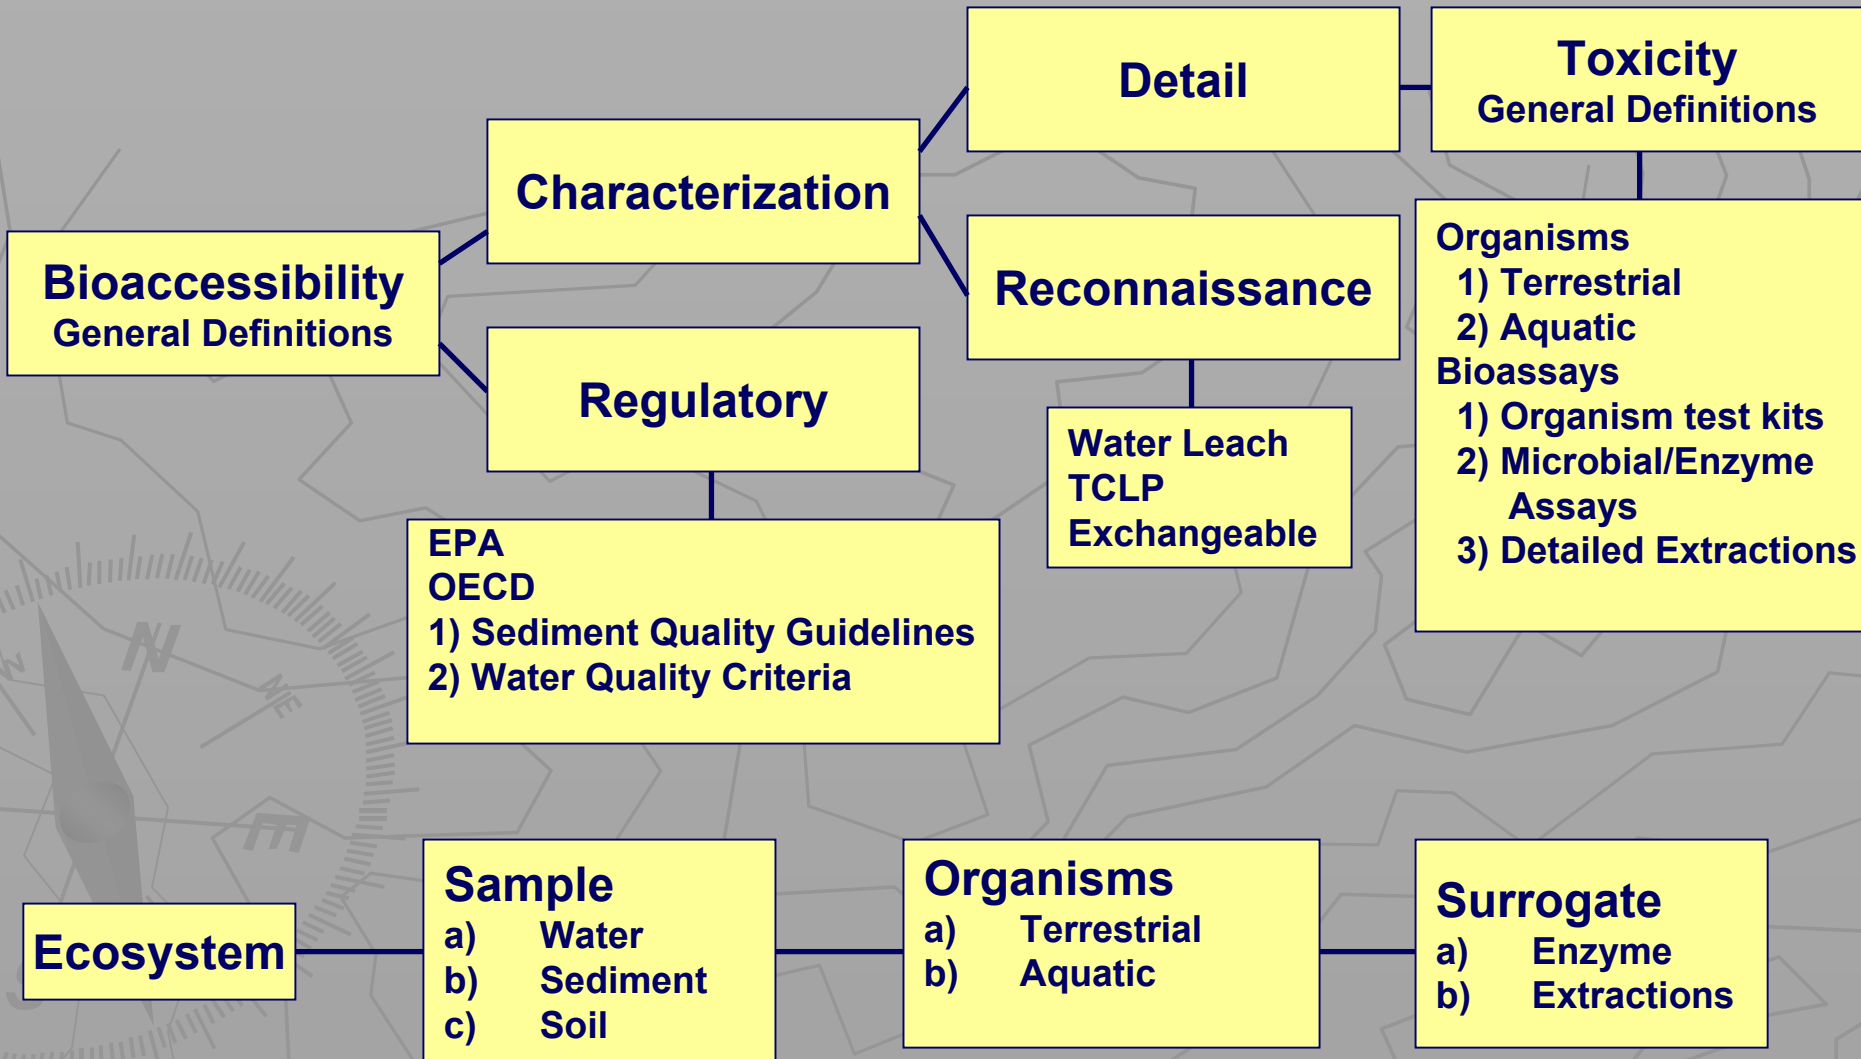 Detail
Toxicity
General Definitions
Characterization
Bioaccessibility
General Definitions
Reconnaissance
Regulatory
Organisms
1) Terrestrial
2) Aquatic
Bioassays
1) Organism test kits
2) Microbial/Enzyme
Assays
3) Detailed Extractions
Water Leach
TCLP
Exchangeable
EPA
OECD
1) Sediment Quality Guidelines
2) Water Quality Criteria
N
N
NE
E
S
Ecosystem
Sample
a) Water
b) Sediment
c) Soil
Organisms
a) Terrestrial
b) Aquatic
Surrogate
a) Enzyme
b) Extractions